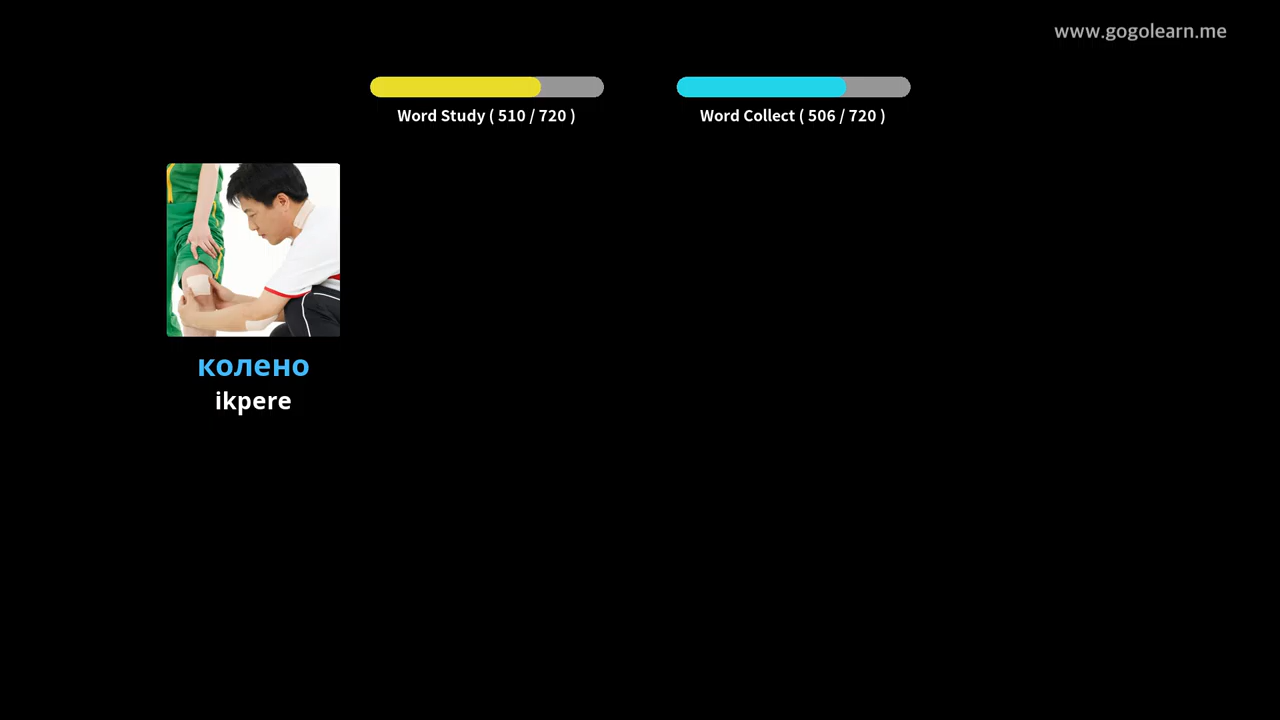 www.gogolearn.me
Word Study ( 510 / 720 )
Word Collect ( 506 / 720 )
колено
ikpere